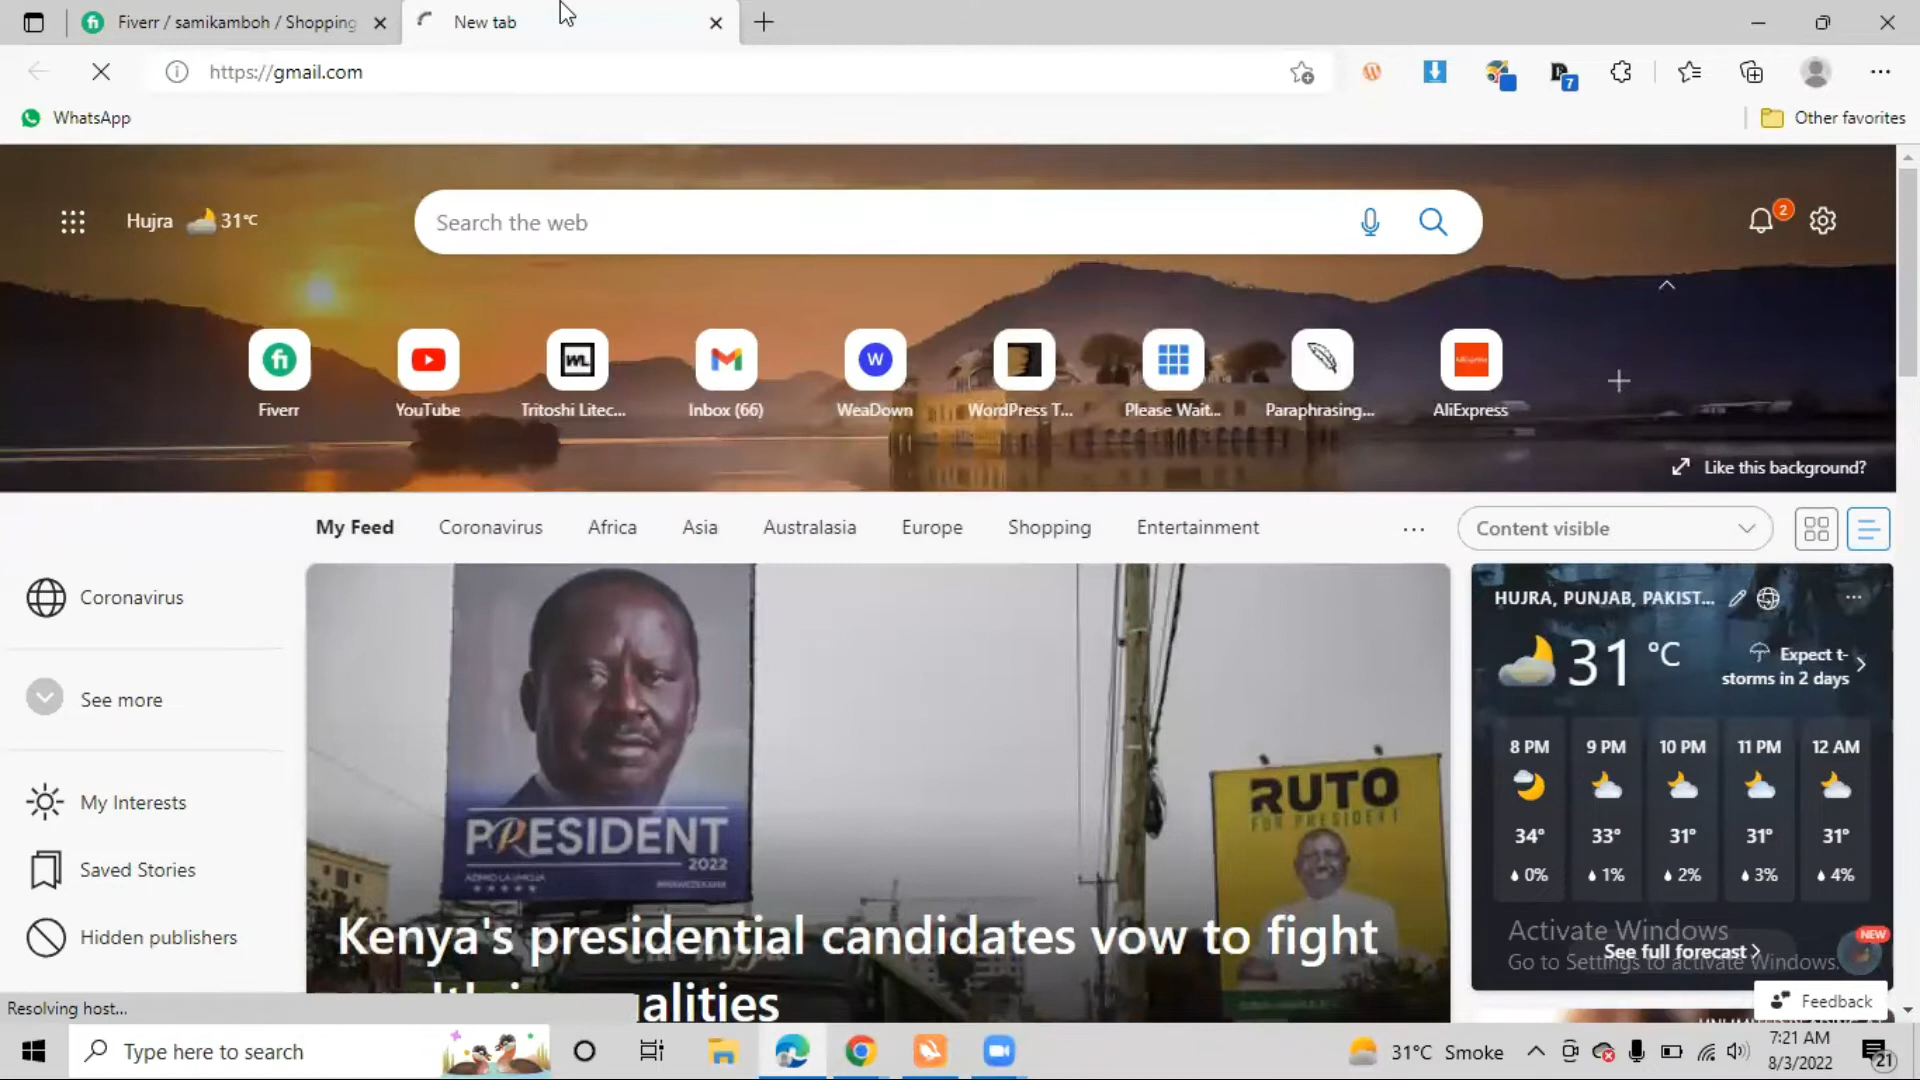 Fiverr / samikamboh / Shopping
New tab
https://gmail.com
7
WhatsApp
Other favorites
Hujra 31°C
Search the web
2
Fiverr
YouTube
Tritoshi Litec...
Inbox (66)
WeaDown
WordPress T...
Please Wait...
Paraphrasing...
AliExpress
Like this background?
My Feed
Coronavirus
Africa
Asia
Australasia
Europe
Shopping
Entertainment
Content visible
Coronavirus
See more
My Interests
Saved Stories
Hidden publishers
PRESIDENT
2022
RUTO
FOR PRESIDENT
Kenya's presidential candidates vow to fight
alities
HUJRA, PUNJAB, PAKIST...
31 °C
Expect t-
storms in 2 days
8 PM 9 PM 10 PM 11 PM 12 AM
34° 33° 31° 31° 31°
0% 1% 2% 3% 4%
Activate Windows
See full forecast
Go to Settings to activate Windows.
NEW
Feedback
Resolving host...
Type here to search
31°C Smoke
7:21 AM
8/3/2022
21